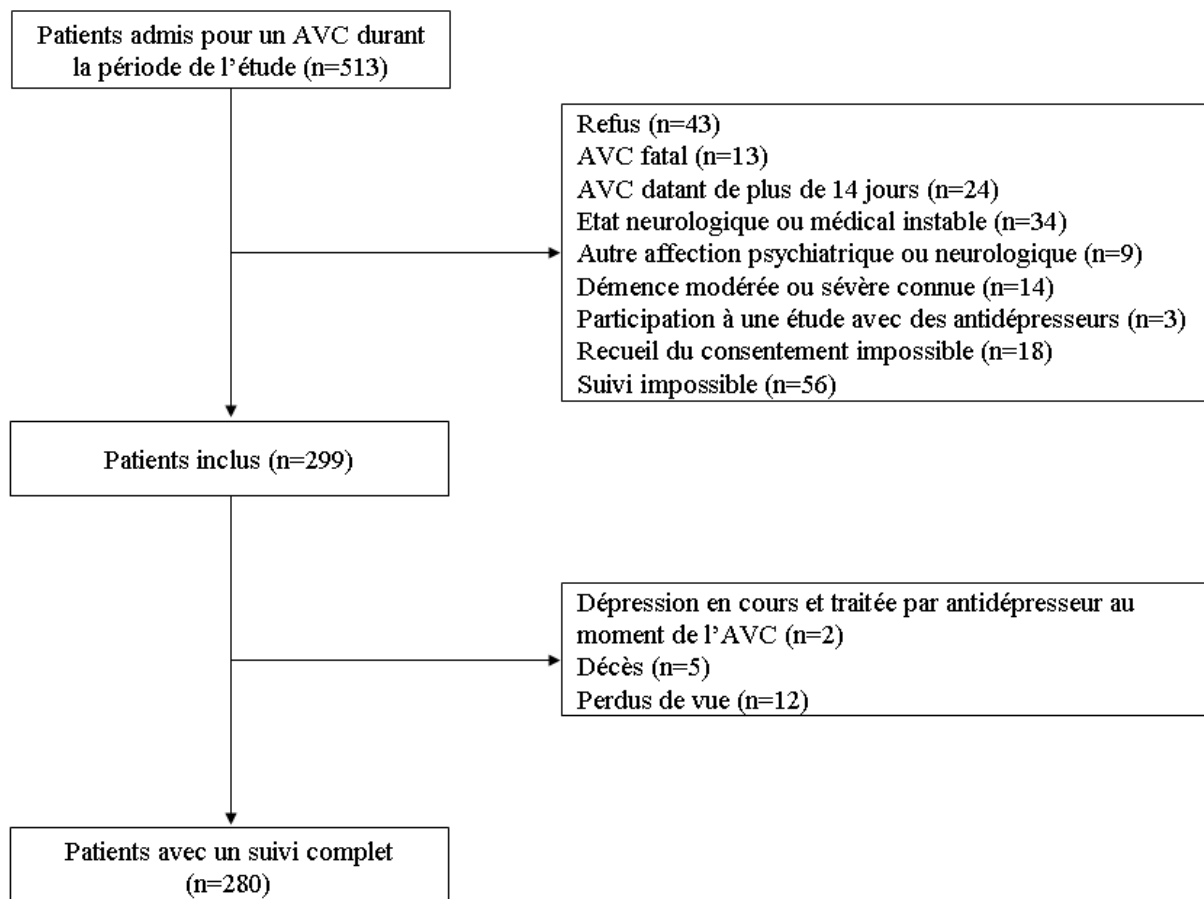 Patients admis pour un AVC durant
la période de l’étude (n=513)
Refus (n=43)
AVC fatal (n=13)
AVC datant de plus de 14 jours (n=24)
Etat neurologique ou médical instable (n=34)
Autre affection psychiatrique ou neurologique (n=9)
Démence modérée ou sévère connue (n=14)
Participation à une étude avec des antidépresseurs (n=3)
Recueil du consentement impossible (n=18)
Suivi impossible (n=56)
Patients inclus (n=299)
Dépression en cours et traitée par antidépresseur au
moment de l’AVC (n=2)
Décès (n=5)
Perdus de vue (n=12)
Patients avec un suivi complet
(n=280)